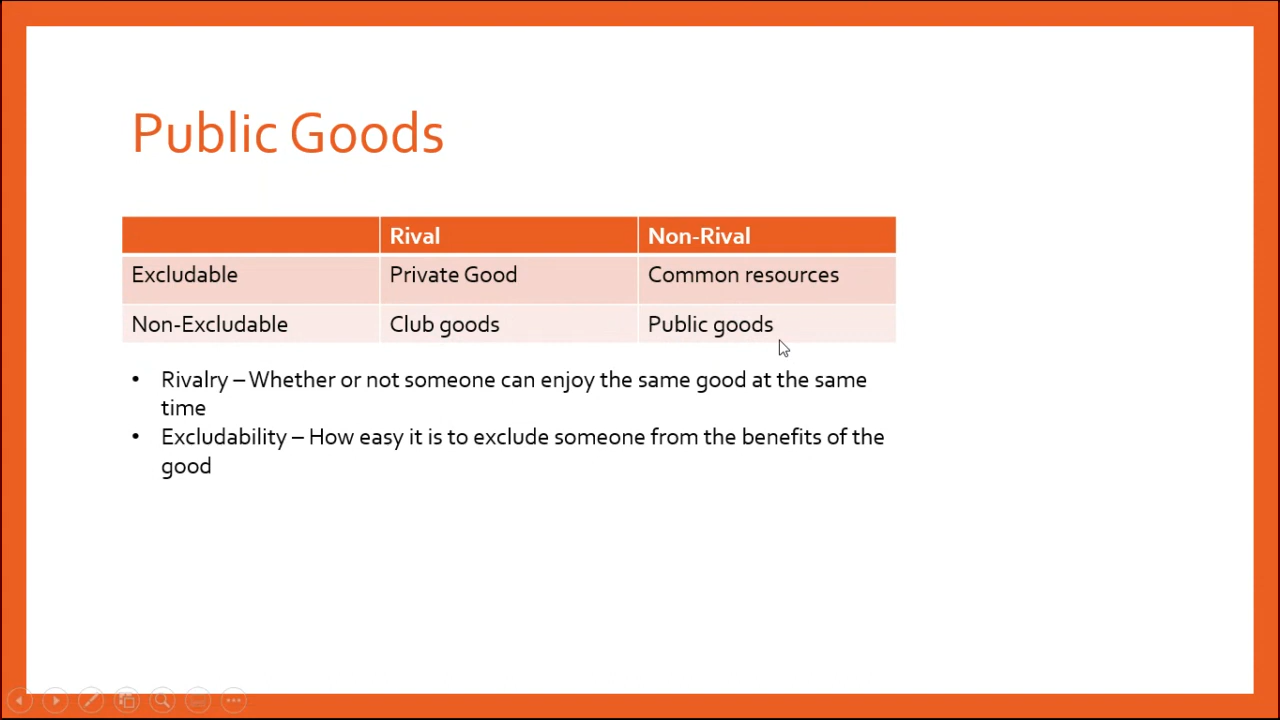 Public Goods
Rival Non-Rival
Excludable Private Good Common resources
Non-Excludable Club goods Public goods
• Rivalry – Whether or not someone can enjoy the same good at the same
time
• Excludability – How easy it is to exclude someone from the benefits of the
good